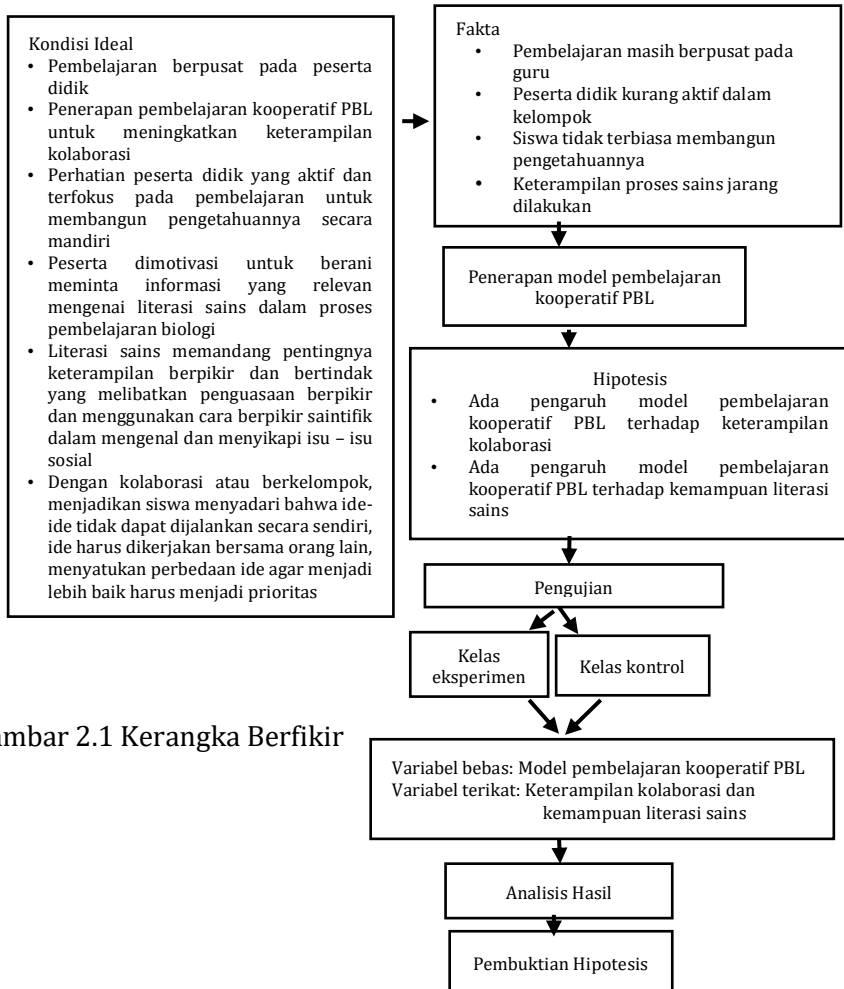 Kondisi Ideal
• Pembelajaran berpusat pada peserta
didik
• Penerapan pembelajaran kooperatif PBL
untuk meningkatkan keterampilan
kolaborasi
• Perhatian peserta didik yang aktif dan
terfokus pada pembelajaran untuk
membangun pengetahuannya secara
mandiri
• Peserta dimotivasi untuk berani
meminta informasi yang relevan
mengenai literasi sains dalam proses
pembelajaran biologi
• Literasi sains memandang pentingnya
keterampilan berpikir dan bertindak
yang melibatkan penguasaan berpikir
dan menggunakan cara berpikir saintifik
dalam mengenal dan menyikapi isu – isu
sosial
• Dengan kolaborasi atau berkelompok,
menjadikan siswa menyadari bahwa ide-
ide tidak dapat dijalankan secara sendiri,
ide harus dikerjakan bersama orang lain,
menyatukan perbedaan ide agar menjadi
lebih baik harus menjadi prioritas
Fakta
• Pembelajaran masih berpusat pada
guru
• Peserta didik kurang aktif dalam
kelompok
• Siswa tidak terbiasa membangun
pengetahuannya
• Keterampilan proses sains jarang
dilakukan
Penerapan model pembelajaran
kooperatif PBL
Hipotesis
• Ada pengaruh model pembelajaran
kooperatif PBL terhadap keterampilan
kolaborasi
• Ada pengaruh model pembelajaran
kooperatif PBL terhadap kemampuan literasi
sains
Pengujian
Kelas
eksperimen
Kelas kontrol
mbar 2.1 Kerangka Berfikir
Variabel bebas: Model pembelajaran kooperatif PBL
Variabel terikat: Keterampilan kolaborasi dan
kemampuan literasi sains
Analisis Hasil
Pembuktian Hipotesis